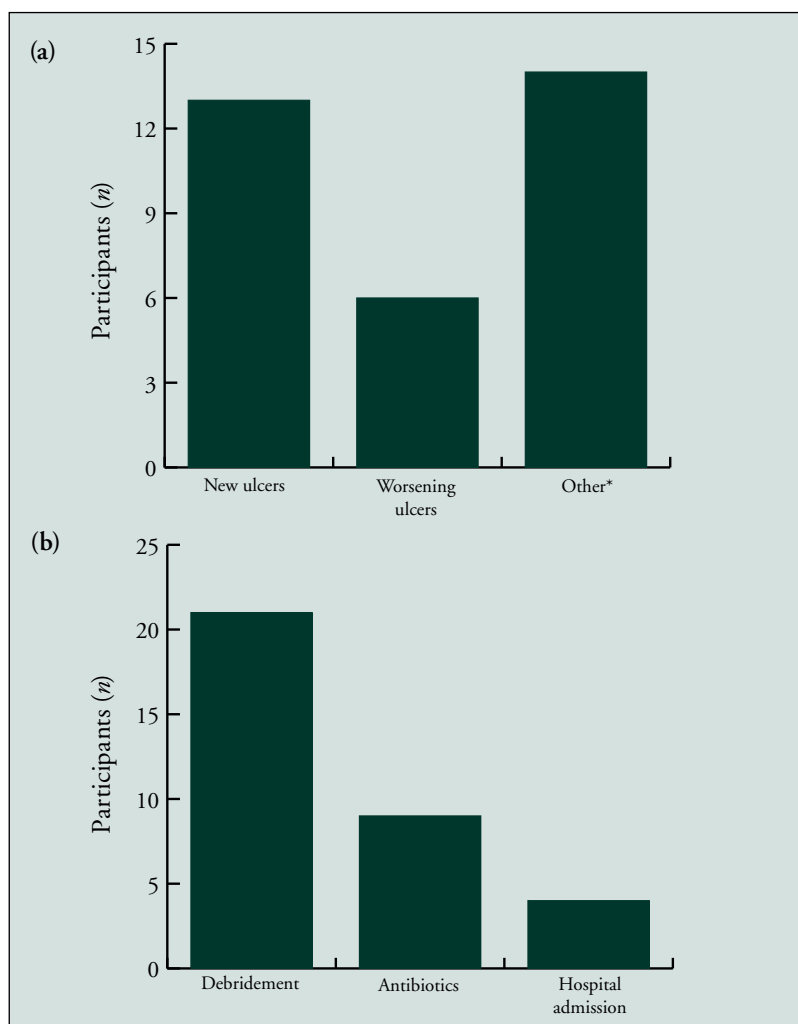 (a)
Participants (n)
15
12
9
6
3
0
New ulcers
Worsening
ulcers
Other*
(b)
Participants (n)
25
20
15
10
5
0
Debridement
Antibiotics
Hospital
admission